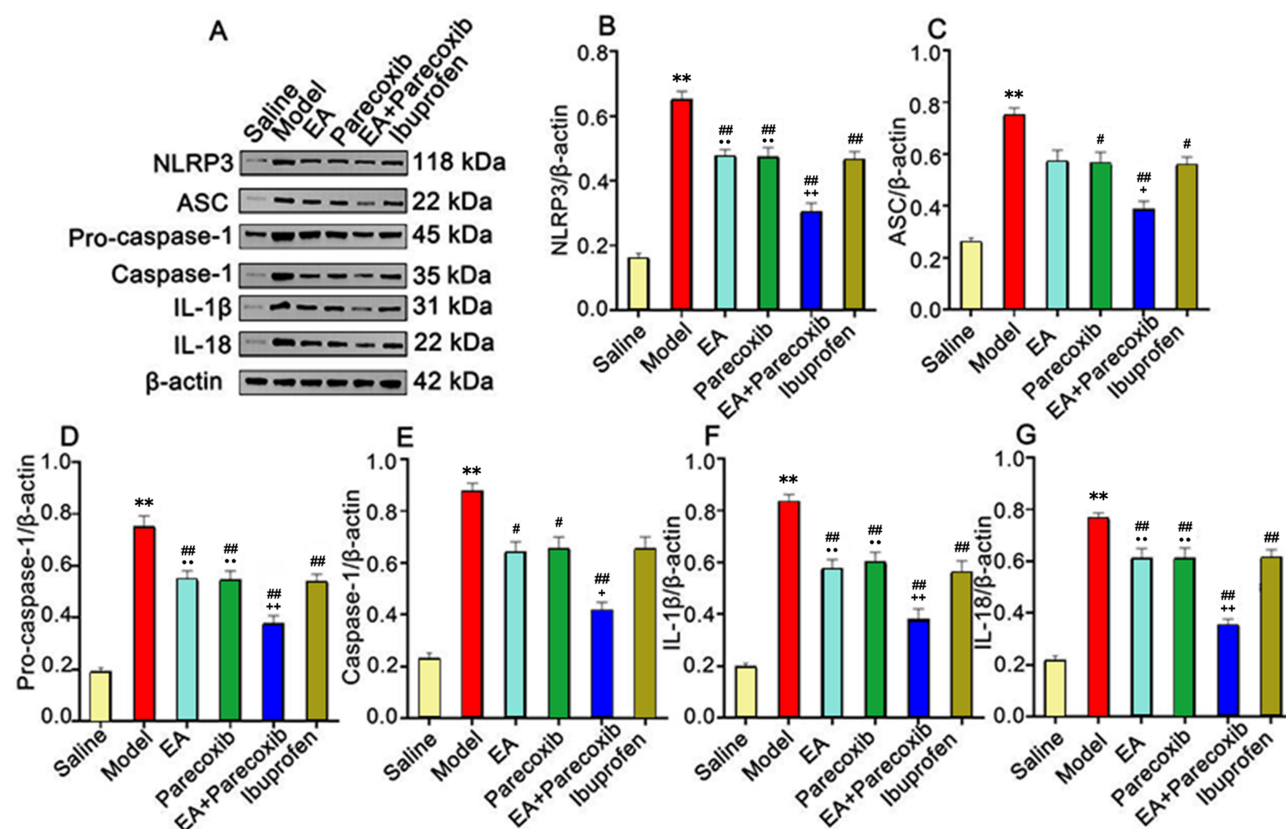 A
Saline
Model
EA
Parecoxib
EA+Parecoxib
Ibuprofen
NLRP3 118 kDa
ASC 22 kDa
Pro-caspase-1 45 kDa
Caspase-1 35 kDa
IL-1β 31 kDa
IL-18 22 kDa
β-actin 42 kDa
B
NLRP3/β-actin
0.8
0.6
0.4
0.2
0.0
**
##
••
##
••
##
++
##
Saline
Model
EA
Parecoxib
EA+Parecoxib
Ibuprofen
C
ASC/β-actin
1.0
0.8
0.6
0.4
0.2
0.0
**
#
##
+
#
Saline
Model
EA
Parecoxib
EA+Parecoxib
Ibuprofen
D
Pro-caspase-1/β-actin
1.0
0.8
0.6
0.4
0.2
0.0
**
##
••
##
••
##
++
##
Saline
Model
EA
Parecoxib
EA+Parecoxib
Ibuprofen
E
Caspase-1/β-actin
1.0
0.8
0.6
0.4
0.2
0.0
**
#
#
##
+
Saline
Model
EA
Parecoxib
EA+Parecoxib
Ibuprofen
F
IL-1β/β-actin
1.0
0.8
0.6
0.4
0.2
0.0
**
##
••
##
••
##
++
##
Saline
Model
EA
Parecoxib
EA+Parecoxib
Ibuprofen
G
IL-18/β-actin
1.0
0.8
0.6
0.4
0.2
0.0
**
##
••
##
••
##
++
##
Saline
Model
EA
Parecoxib
EA+Parecoxib
Ibuprofen